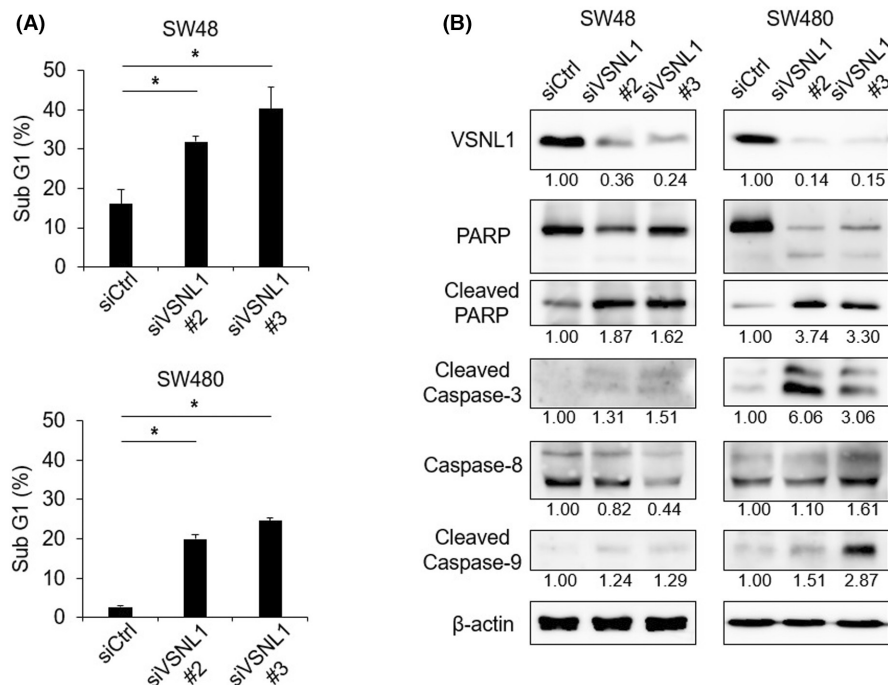 (A)
SW48
Sub G1 (%)
50
40
30
20
10
0
* *
siCtrl
siVSNL1
#2
siVSNL1
#3
SW480
Sub G1 (%)
50
40
30
20
10
0
* *
siCtrl
siVSNL1
#2
siVSNL1
#3
(B)
SW48 SW480
siCtrl siVSNL1 #2 siVSNL1 #3 siCtrl siVSNL1 #2 siVSNL1 #3
VSNL1
1.00 0.36 0.24 1.00 0.14 0.15
PARP
Cleaved
PARP
1.00 1.87 1.62 1.00 3.74 3.30
Cleaved
Caspase-3
1.00 1.31 1.51 1.00 6.06 3.06
Caspase-8
1.00 0.82 0.44 1.00 1.10 1.61
Cleaved
Caspase-9
1.00 1.24 1.29 1.00 1.51 2.87
β-actin